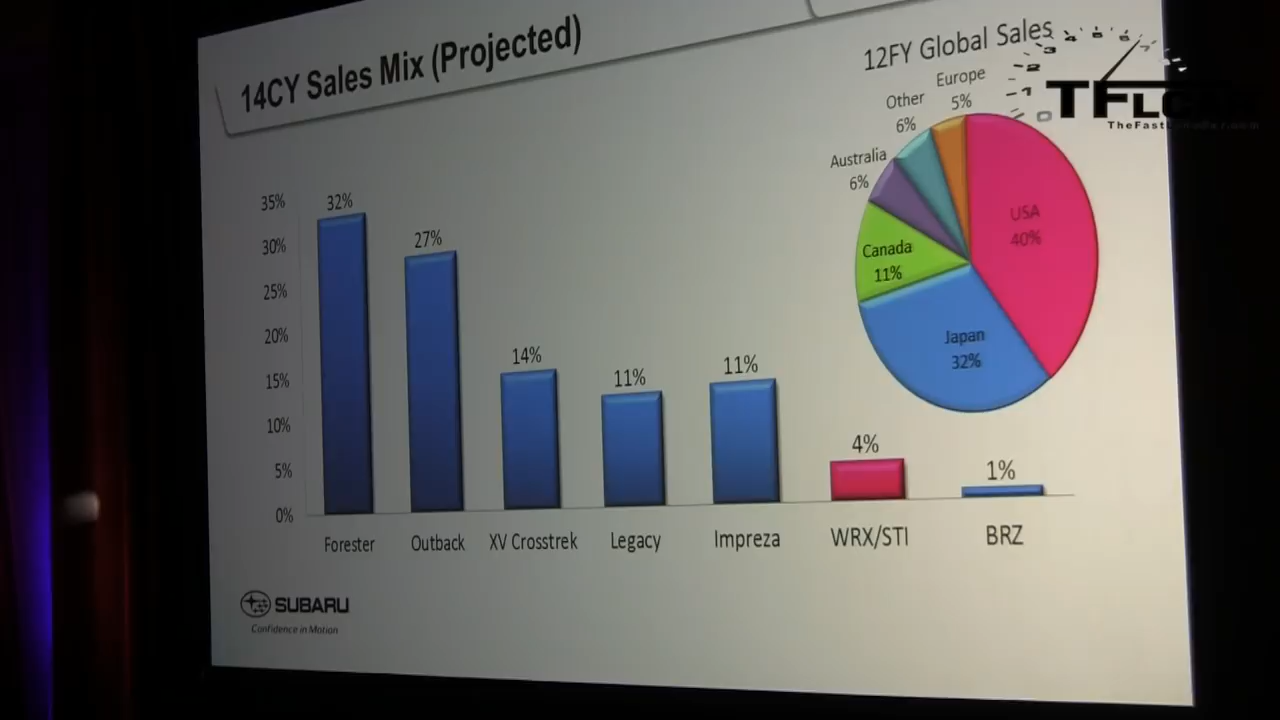 14CY Sales Mix (Projected)
35%
30%
25%
20%
15%
10%
5%
0%
32%
27%
14%
11%
11%
4%
1%
Forester
Outback
XV Crosstrek
Legacy
Impreza
WRX/STI
BRZ
12FY Global Sales
Europe
5%
Other
6%
Australia
6%
Canada
11%
Japan
32%
USA
40%
SUBARU
Confidence in Motion